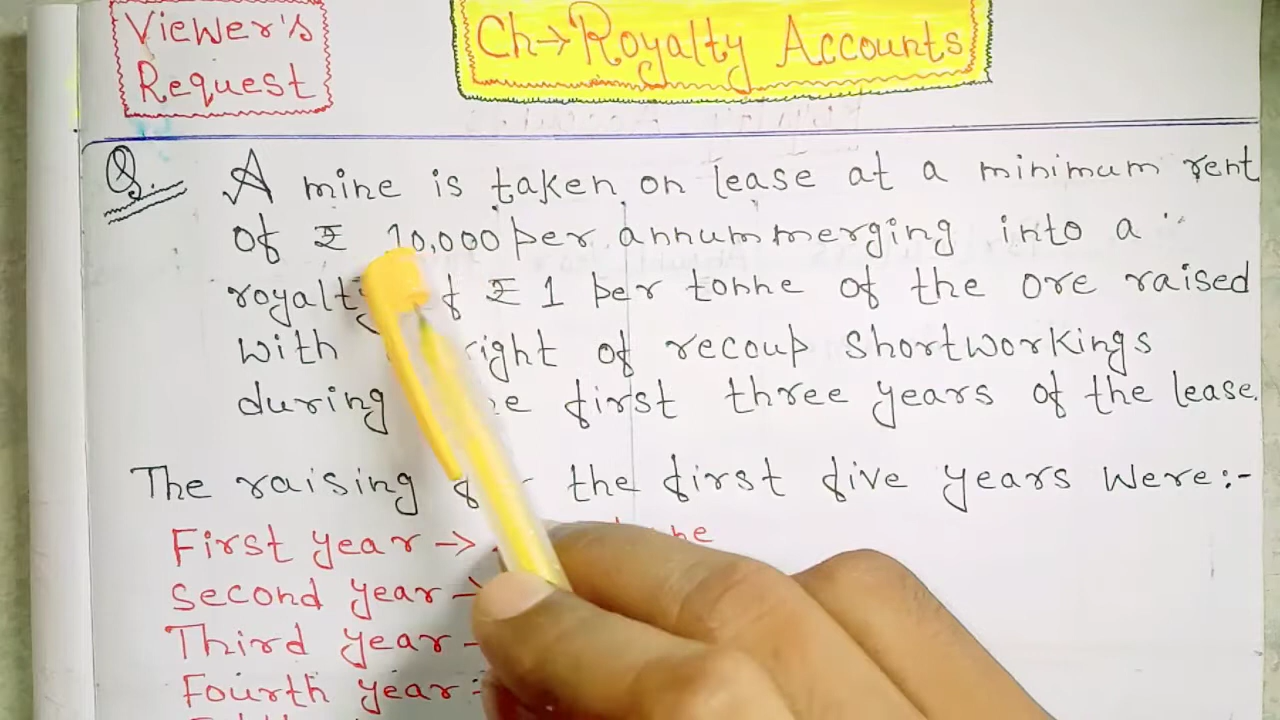 Viewer's
Request
Ch→Royalty Accounts
Q. A mine is taken on lease at a minimum rent
of ₹ 10,000 per annum merging into a
royalty of ₹ 1 per tonne of the ore raised
with right of recoup shortworkings
during first three years of the lease.
The raising the first five years were:-
First year →
Second year →
Third year
Fourth year